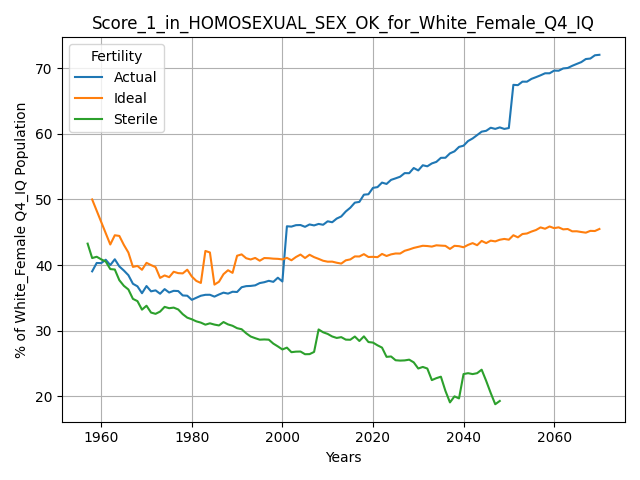 Score_1_in_HOMOSEXUAL_SEX_OK_for_White_Female_Q4_IQ
% of White_Female Q4_IQ Population
70
60
50
40
30
20
Fertility
Actual
Ideal
Sterile
1960 1980 2000 2020 2040 2060
Years